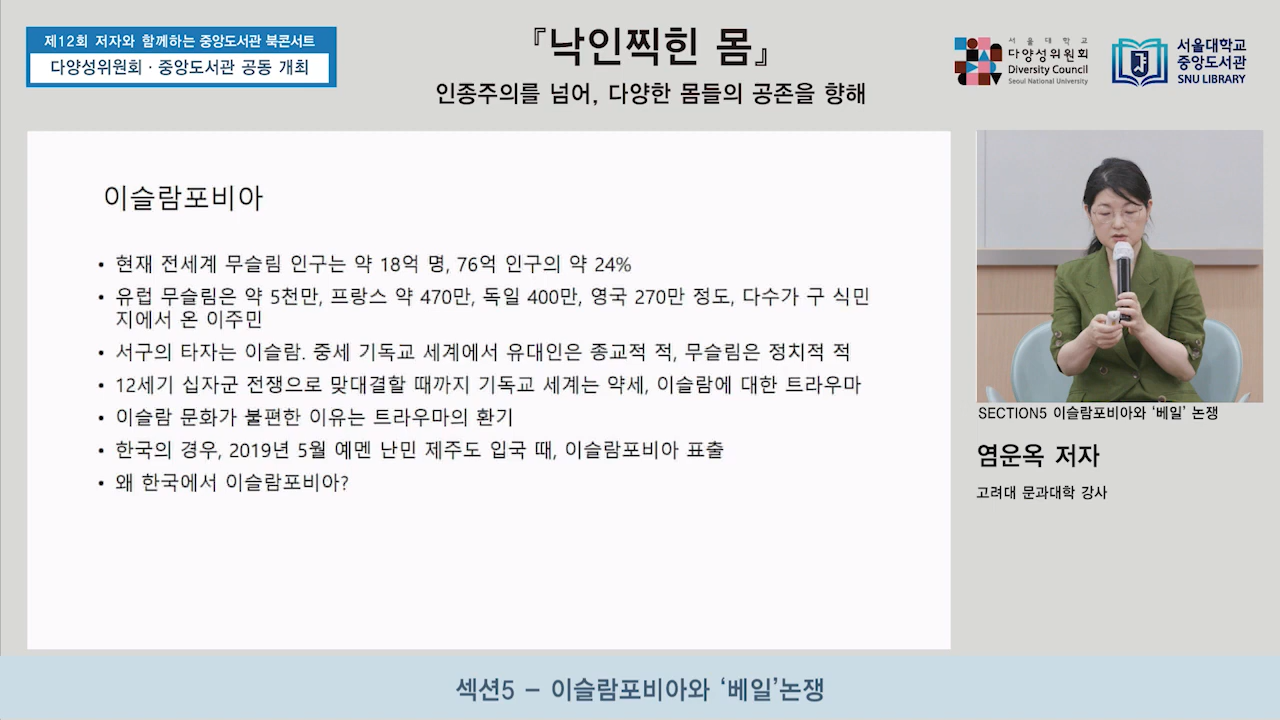 제12회 저자와 함께하는 중앙도서관 북콘서트
다양성위원회 · 중앙도서관 공동 개최
『낙인찍힌 몸』
인종주의를 넘어, 다양한 몸들의 공존을 향해
서울대학교
다양성위원회
Diversity Council
Seoul National University
서울대학교
중앙도서관
SNU LIBRARY
이슬람포비아
• 현재 전세계 무슬림 인구는 약 18억 명, 76억 인구의 약 24%
• 유럽 무슬림은 약 5천만, 프랑스 약 470만, 독일 400만, 영국 270만 정도, 다수가 구 식민
지에서 온 이주민
• 서구의 타자는 이슬람. 중세 기독교 세계에서 유대인은 종교적 적, 무슬림은 정치적 적
• 12세기 십자군 전쟁으로 맞대결할 때까지 기독교 세계는 약세, 이슬람에 대한 트라우마
• 이슬람 문화가 불편한 이유는 트라우마의 환기
• 한국의 경우, 2019년 5월 예멘 난민 제주도 입국 때, 이슬람포비아 표출
• 왜 한국에서 이슬람포비아?
SECTION5 이슬람포비아와 ‘베일’ 논쟁
염운옥 저자
고려대 문과대학 강사
섹션5 – 이슬람포비아와 ‘베일’논쟁